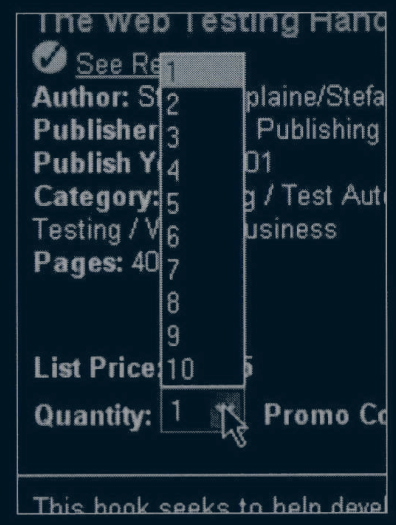 The Web Testing Hand
See Re
Author: S plaine/Stefa
Publisher Publishing
Publish Y 01
Category: g / Test Aut
Testing / V usiness
Pages: 40
List Price: 5
Quantity: 1 Promo Co
1
2
3
4
5
6
7
8
9
10
This book seeks to help devel